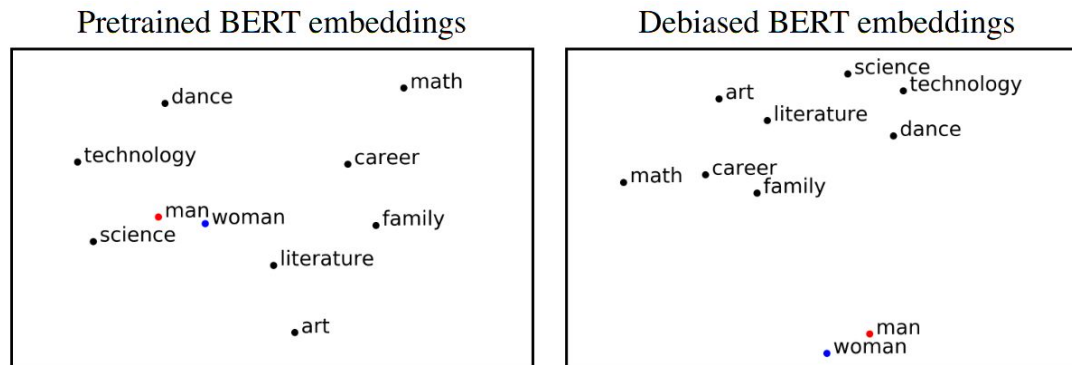 Pretrained BERT embeddings
dance
math
technology
career
man
woman
family
science
literature
art
Debiased BERT embeddings
science
technology
art
literature
dance
career
math
family
man
woman